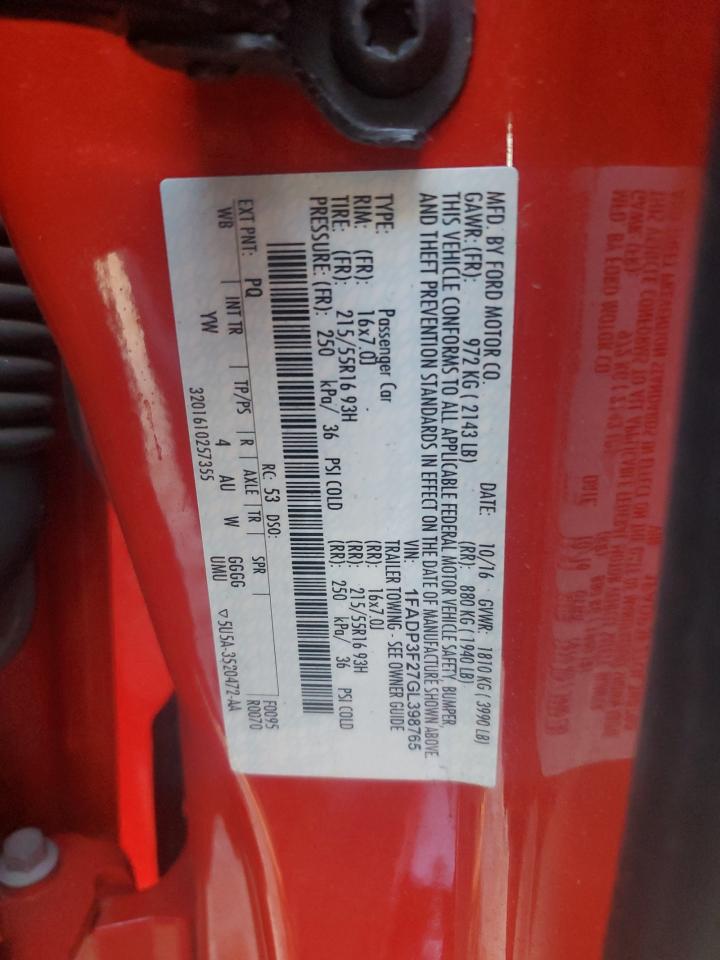 MFD. BY FORD MOTOR CO. DATE: 10/16 GVWR: 1810 KG ( 3990 LB)
GAWR: (FR): 972 KG ( 2143 LB) (RR): 880 KG ( 1940 LB)
THIS VEHICLE CONFORMS TO ALL APPLICABLE FEDERAL MOTOR VEHICLE SAFETY, BUMPER,
AND THEFT PREVENTION STANDARDS IN EFFECT ON THE DATE OF MANUFACTURE SHOWN ABOVE
VIN: 1FADP3F27GL398765
TYPE: Passenger Car TRAILER TOWING - SEE OWNER GUIDE
RIM: (FR): 16x7.0J (RR): 16x7.0J
TIRE: (FR): 215/55R16 93H (RR): 215/55R16 93H
PRESSURE: (FR): 250 kPa/ 36 PSI COLD (RR): 250 kPa/ 36 PSI COLD
RC: 53 DSO: F0095
EXT PNT: PQ R0070
WB INT TR TP/PS R AXLE TR SPR
YW 4 AU W GGGG ▽5U5A-3520472-AA
3201610257355 UMU